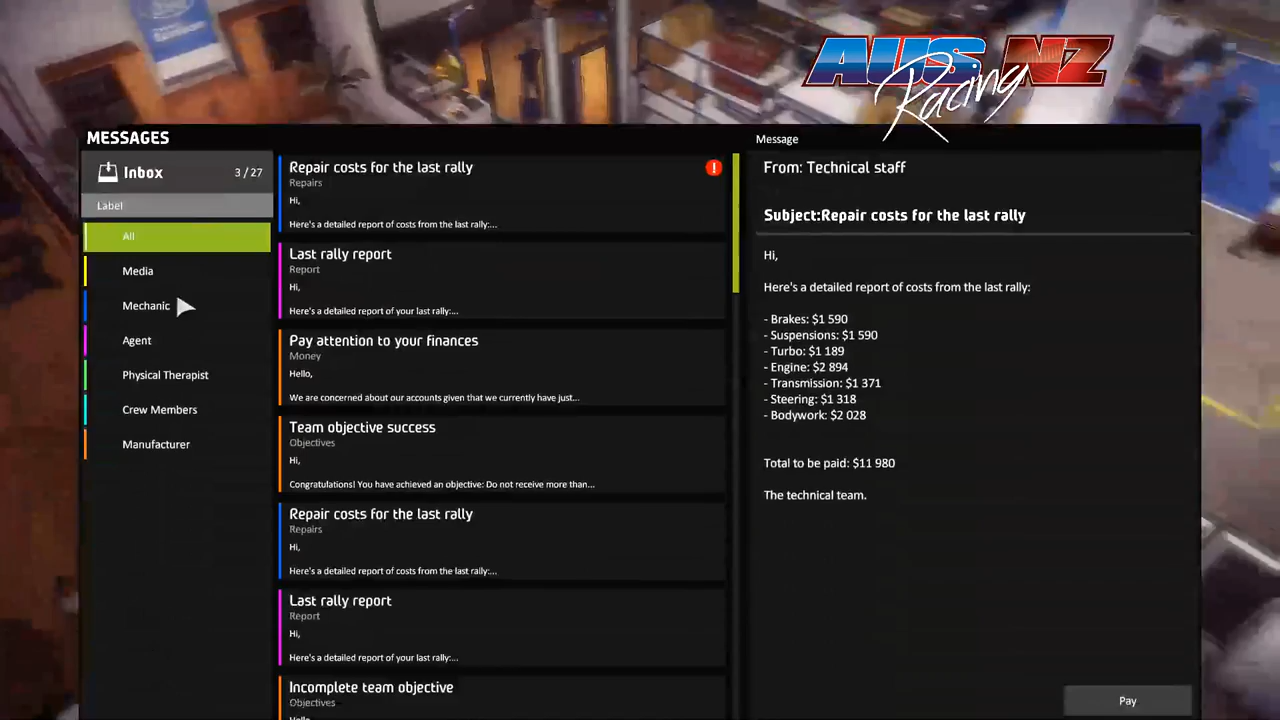 AUS NZ
Racing
MESSAGES
Inbox 3 / 27
Label
All
Media
Mechanic
Agent
Physical Therapist
Crew Members
Manufacturer
Repair costs for the last rally
Repairs
Hi,
Here's a detailed report of costs from the last rally:...
Last rally report
Report
Hi,
Here's a detailed report of your last rally:...
Pay attention to your finances
Money
Hello,
We are concerned about our accounts given that we currently have just...
Team objective success
Objectives
Hi,
Congratulations! You have achieved an objective: Do not receive more than...
Repair costs for the last rally
Repairs
Hi,
Here's a detailed report of costs from the last rally:...
Last rally report
Report
Hi,
Here's a detailed report of your last rally:...
Incomplete team objective
Objectives
Hello
Message
From: Technical staff
Subject:Repair costs for the last rally
Hi,
Here's a detailed report of costs from the last rally:
- Brakes: $1 590
- Suspensions: $1 590
- Turbo: $1 189
- Engine: $2 894
- Transmission: $1 371
- Steering: $1 318
- Bodywork: $2 028
Total to be paid: $11 980
The technical team.
Pay